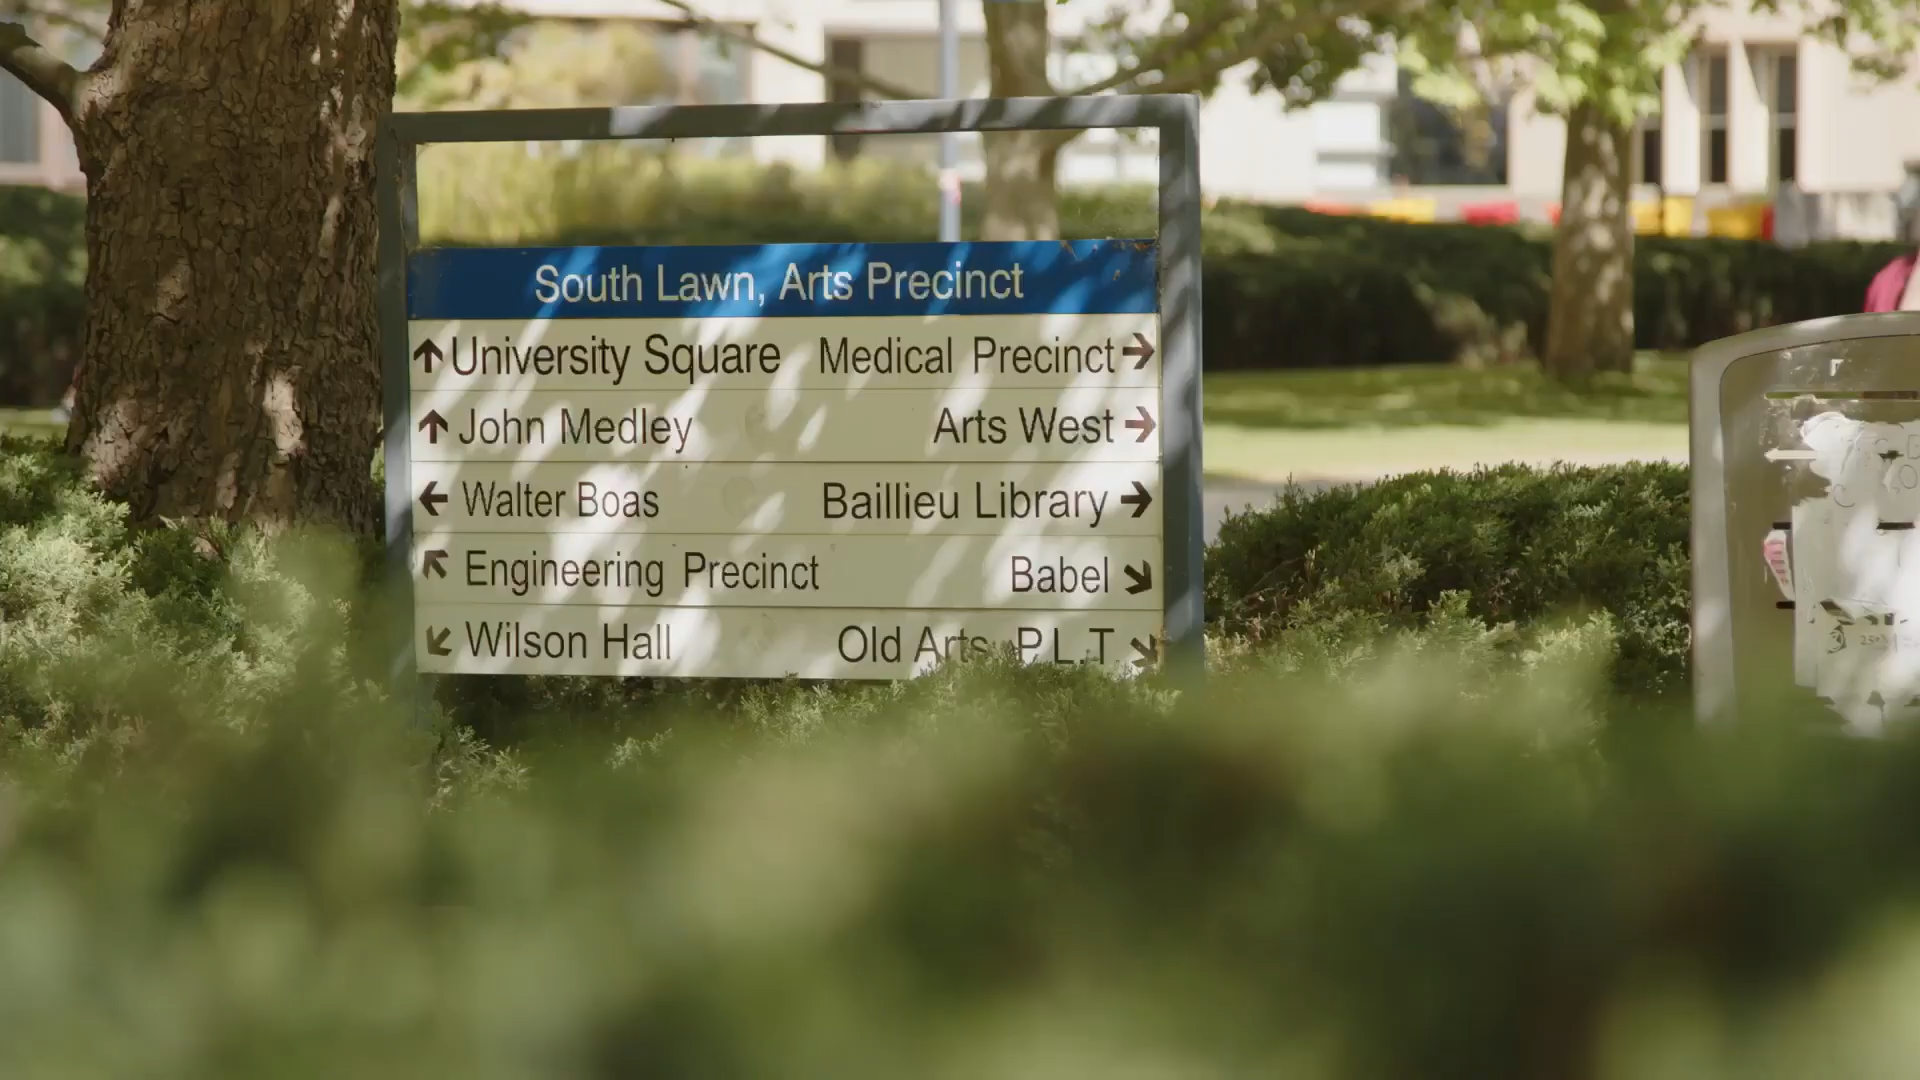 South Lawn, Arts Precinct
↑ University Square Medical Precinct →
↑ John Medley Arts West →
← Walter Boas Baillieu Library →
↖ Engineering Precinct Babel ↘
↙ Wilson Hall Old Arts, P.L.T. ↘